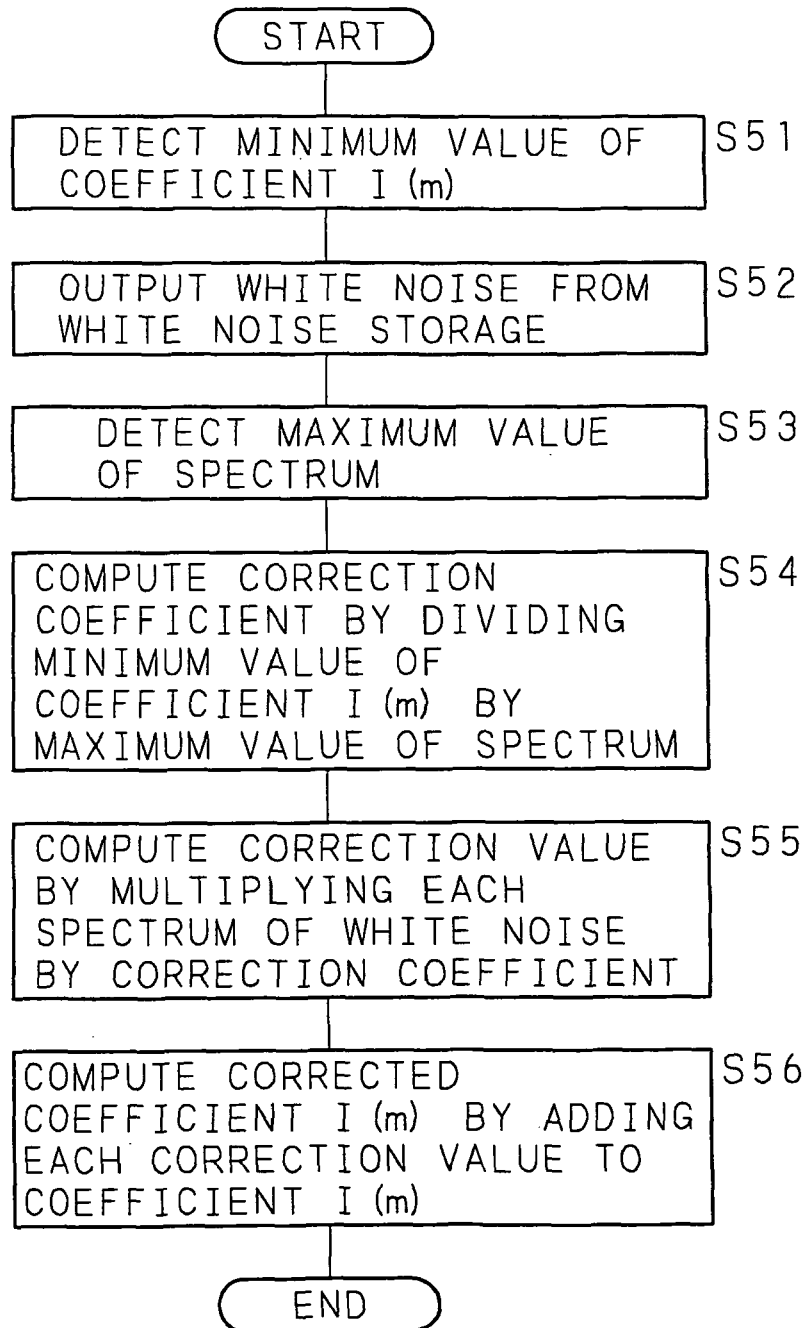 START
DETECT MINIMUM VALUE OF S51
COEFFICIENT I (m)
OUTPUT WHITE NOISE FROM S52
WHITE NOISE STORAGE
DETECT MAXIMUM VALUE S53
OF SPECTRUM
COMPUTE CORRECTION S54
COEFFICIENT BY DIVIDING
MINIMUM VALUE OF
COEFFICIENT I (m) BY
MAXIMUM VALUE OF SPECTRUM
COMPUTE CORRECTION VALUE S55
BY MULTIPLYING EACH
SPECTRUM OF WHITE NOISE
BY CORRECTION COEFFICIENT
COMPUTE CORRECTED S56
COEFFICIENT I (m) BY ADDING
EACH CORRECTION VALUE TO
COEFFICIENT I (m)
END